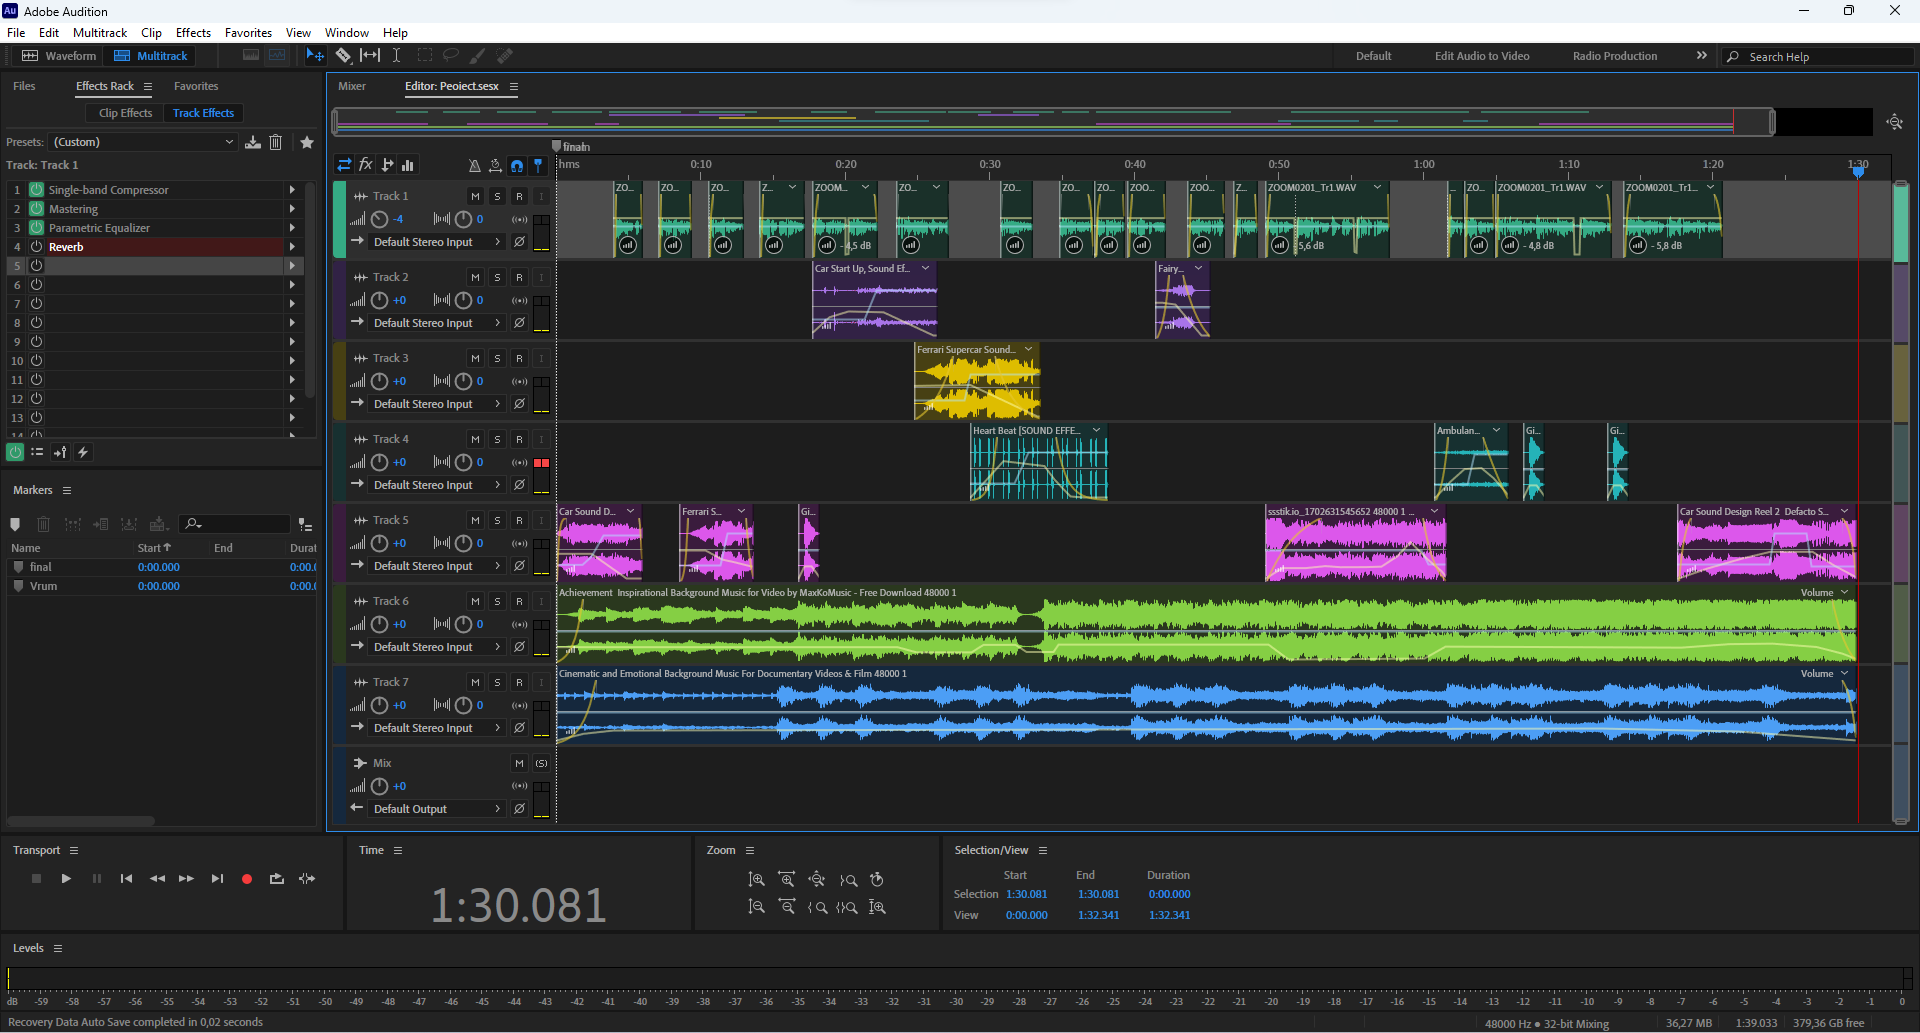 Au Adobe Audition
File Edit Multitrack Clip Effects Favorites View Window Help
Waveform Multitrack Default Edit Audio to Video Radio Production Search Help
Files Effects Rack Favorites
Clip Effects Track Effects
Presets: (Custom)
Track: Track 1
1 Single-band Compressor
2 Mastering
3 Parametric Equalizer
4 Reverb
5
6
7
8
9
10
11
12
13
14
Markers
Name Start End Durat
final 0:00.000 0:00.0
Vrum 0:00.000 0:00.0
Mixer Editor: Peoiect.sesx
fx
hms 0:10 0:20 0:30 0:40 0:50 1:00 1:10 1:20 1:30
Track 1 M S R I
-4 0
Default Stereo Input
ZO... ZO... ZO... Z... ZOOM... ZO... ZO... ZO... ZO... ZOO... ZOO... Z... ZOOM0201_Tr1.WAV ... ZO... ZOOM0201_Tr1.WAV ZOOM0201_Tr1...
- 4,5 dB 5,6 dB - 4,8 dB - 5,8 dB
Track 2 M S R I
+0 0
Default Stereo Input
Car Start Up, Sound Ef... Fairy...
Track 3 M S R I
+0 0
Default Stereo Input
Ferrari Supercar Sound...
Track 4 M S R I
+0 0
Default Stereo Input
Heart Beat [SOUND EFFE... Ambulan... Gi... Gi...
Track 5 M S R I
+0 0
Default Stereo Input
Car Sound D... Ferrari S... Gi... ssstik.io_1702631545652 48000 1 ... Car Sound Design Reel 2 Defacto S...
Track 6 M S R I
+0 0
Default Stereo Input
Achievement Inspirational Background Music for Video by MaxKoMusic - Free Download 48000 1 Volume
Track 7 M S R I
+0 0
Default Stereo Input
Cinematic and Emotional Background Music For Documentary Videos & Film 48000 1 Volume
Mix M (S)
+0
Default Output
Transport
Time
1:30.081
Zoom
Selection/View
Start End Duration
Selection 1:30.081 1:30.081 0:00.000
View 0:00.000 1:32.341 1:32.341
Levels
dB -59 -58 -57 -56 -55 -54 -53 -52 -51 -50 -49 -48 -47 -46 -45 -44 -43 -42 -41 -40 -39 -38 -37 -36 -35 -34 -33 -32 -31 -30 -29 -28 -27 -26 -25 -24 -23 -22 -21 -20 -19 -18 -17 -16 -15 -14 -13 -12 -11 -10 -9 -8 -7 -6 -5 -4 -3 -2 -1 0
Recovery Data Auto Save completed in 0,02 seconds 48000 Hz ● 32-bit Mixing 36,27 MB 1:39.033 379,36 GB free